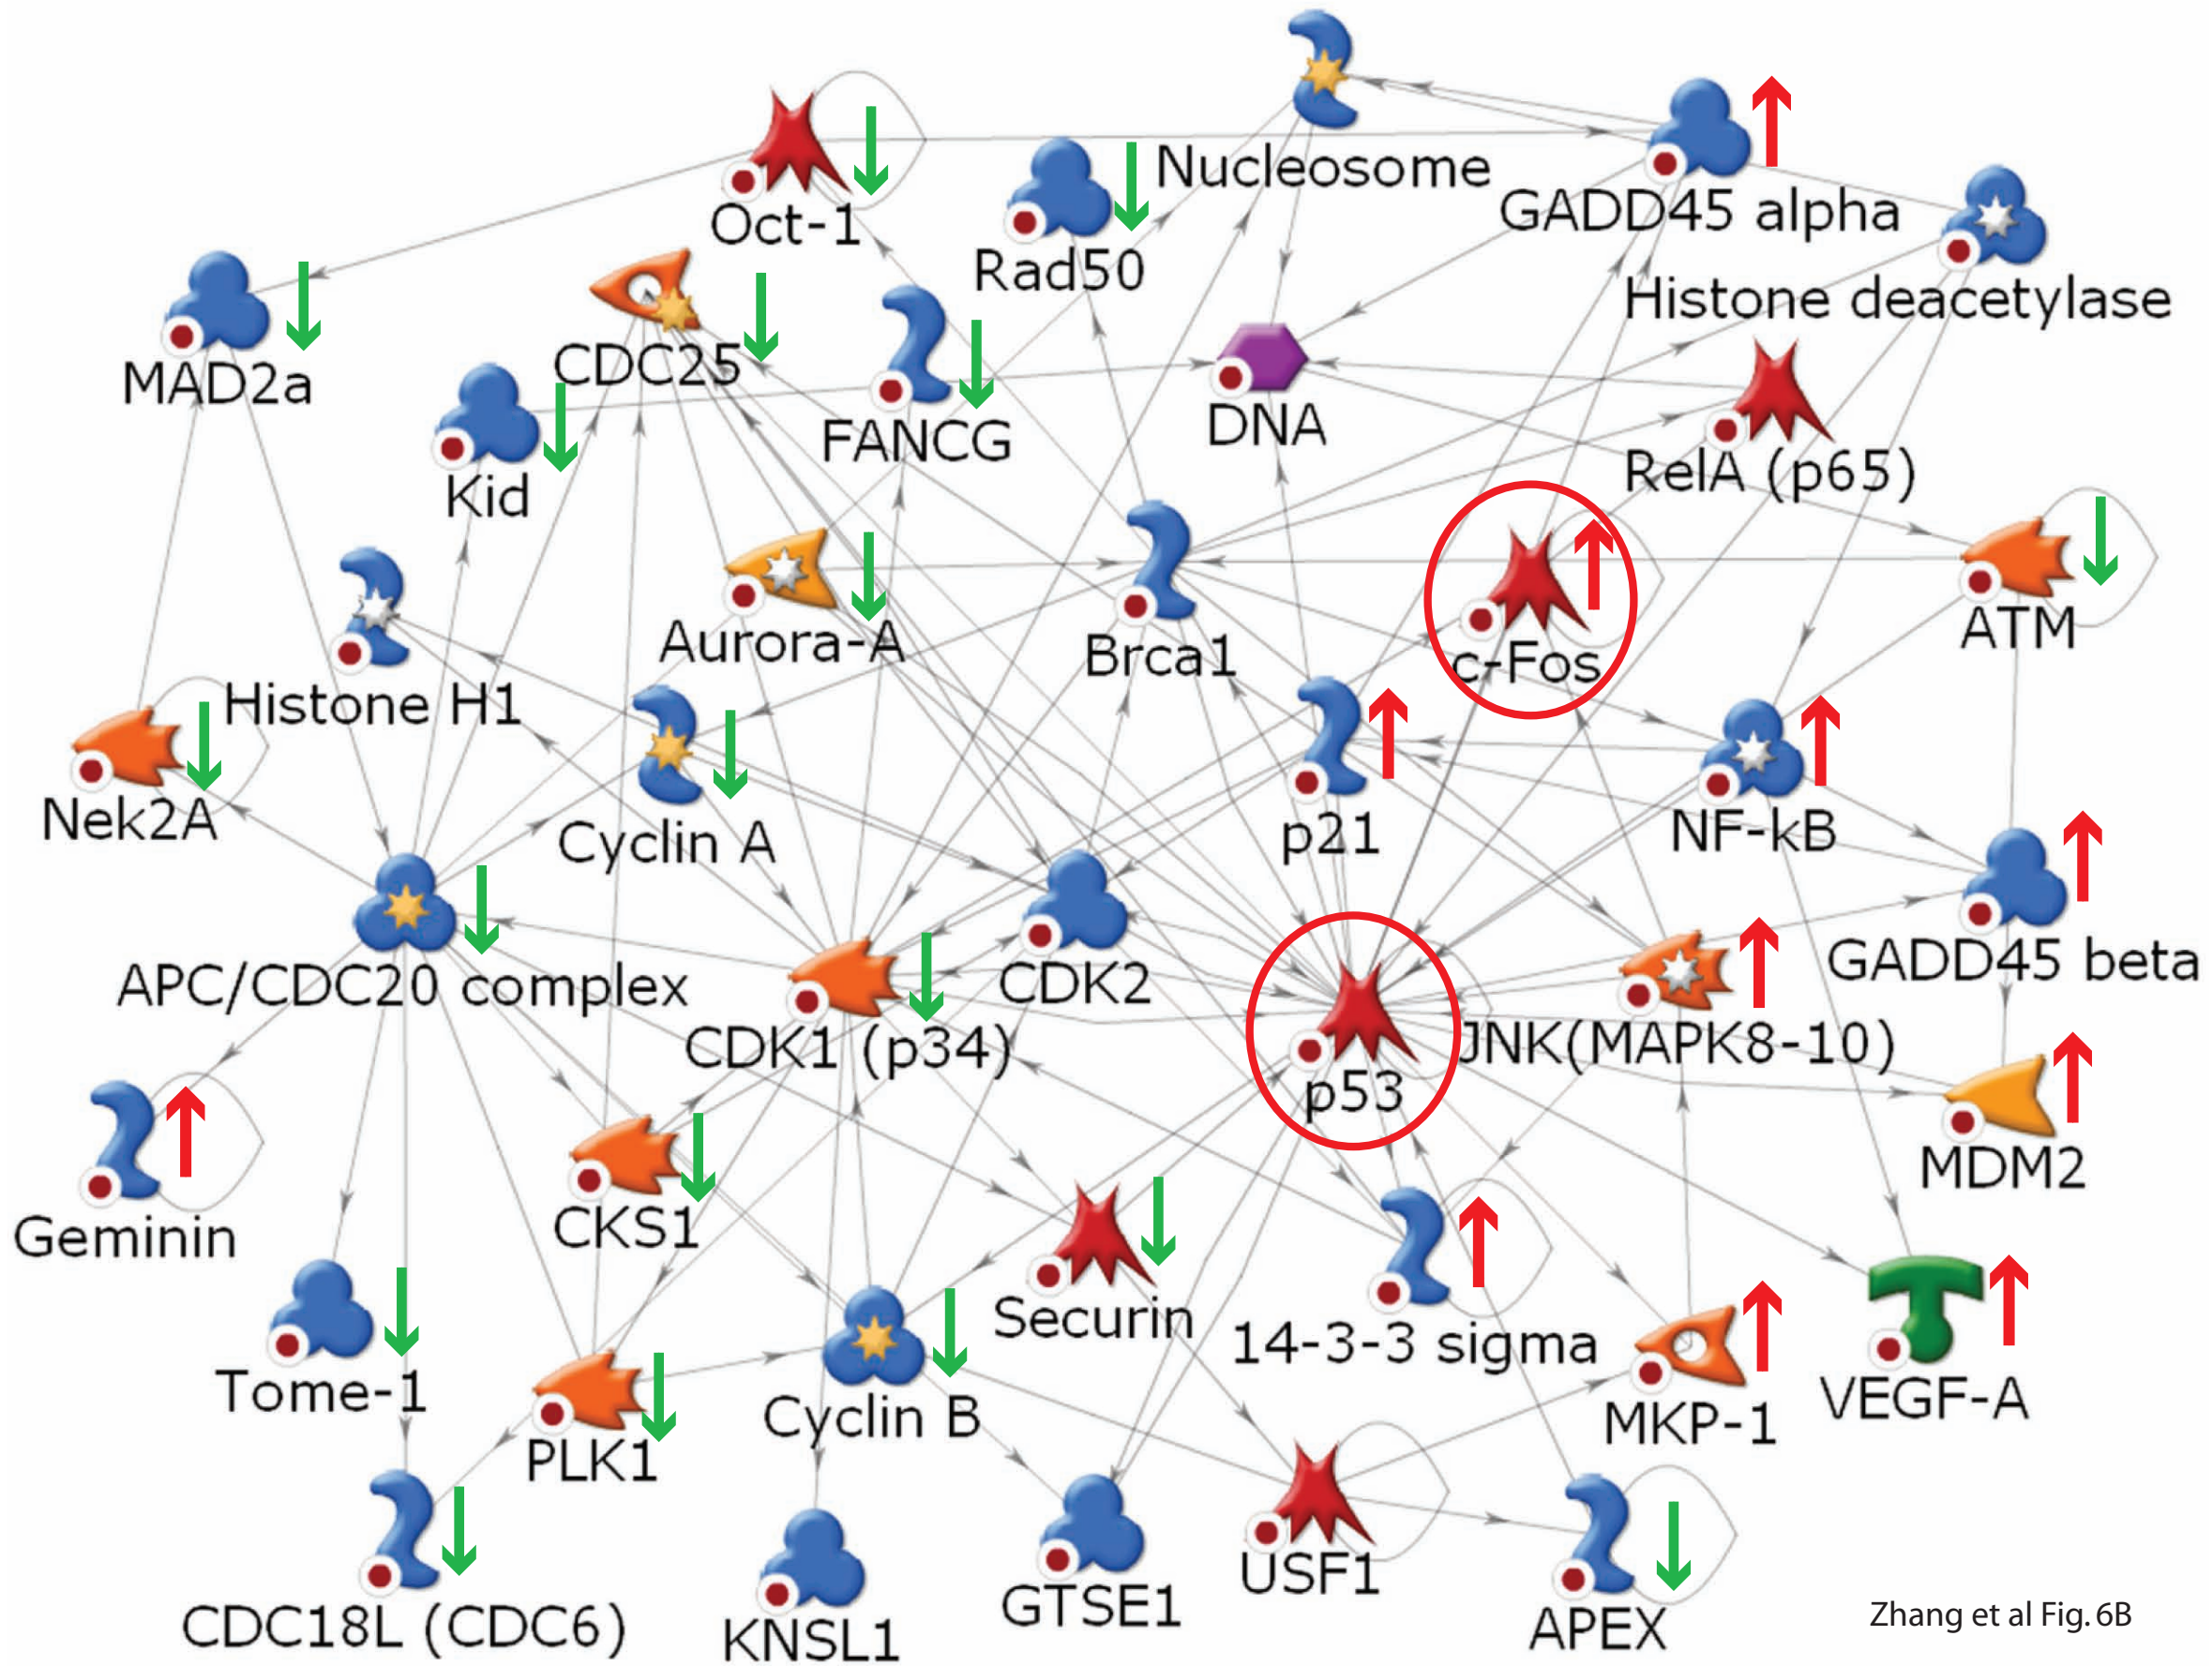 Nucleosome
GADD45 alpha
Oct-1
Rad50
Histone deacetylase
MAD2a
CDC25
FANCG
DNA
RelA (p65)
Kid
Aurora-A
Brca1
c-Fos
ATM
Histone H1
Nek2A
Cyclin A
p21
NF-kB
APC/CDC20 complex
CDK1 (p34)
CDK2
p53
JNK(MAPK8-10)
GADD45 beta
MDM2
Geminin
CKS1
Securin
14-3-3 sigma
MKP-1
VEGF-A
Tome-1
PLK1
Cyclin B
CDC18L (CDC6)
KNSL1
GTSE1
USF1
APEX
Zhang et al Fig. 6B